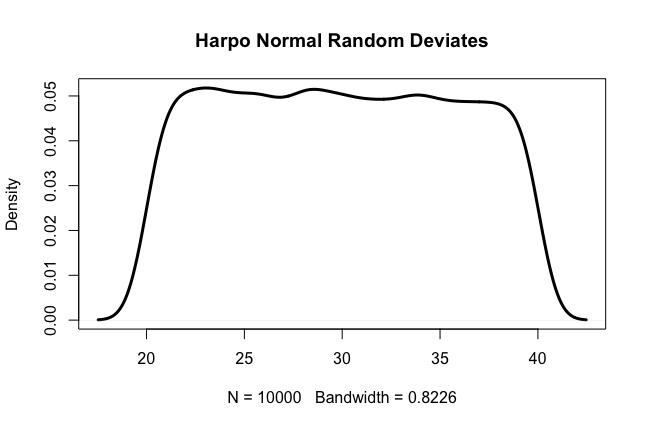 Harpo Normal Random Deviates
Density
0.05
0.04
0.03
0.02
0.01
0.00
20 25 30 35 40
N = 10000 Bandwidth = 0.8226